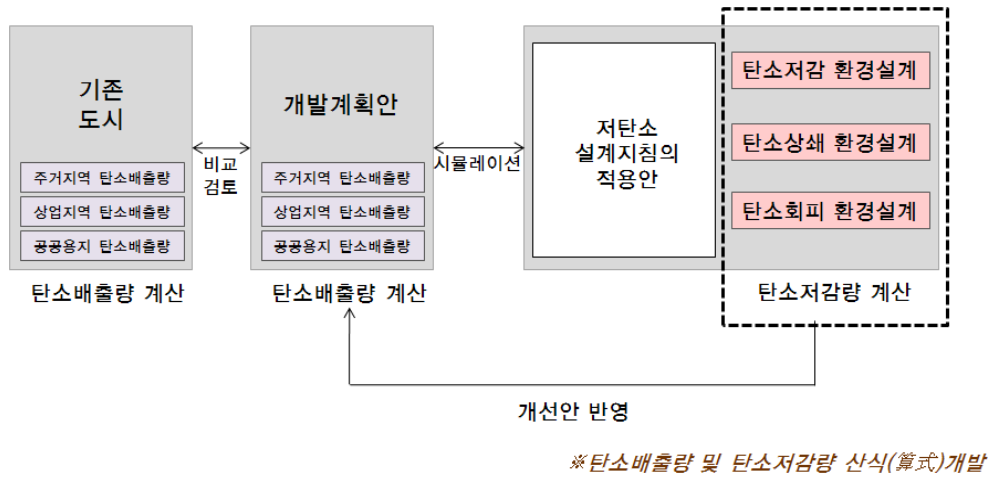 기존
도시
주거지역 탄소배출량
상업지역 탄소배출량
공공용지 탄소배출량
탄소배출량 계산
비교
검토
개발계획안
주거지역 탄소배출량
상업지역 탄소배출량
공공용지 탄소배출량
탄소배출량 계산
시뮬레이션
저탄소
설계지침의
적용안
탄소저감 환경설계
탄소상쇄 환경설계
탄소회피 환경설계
탄소저감량 계산
개선안 반영
※탄소배출량 및 탄소저감량 산식(算式)개발